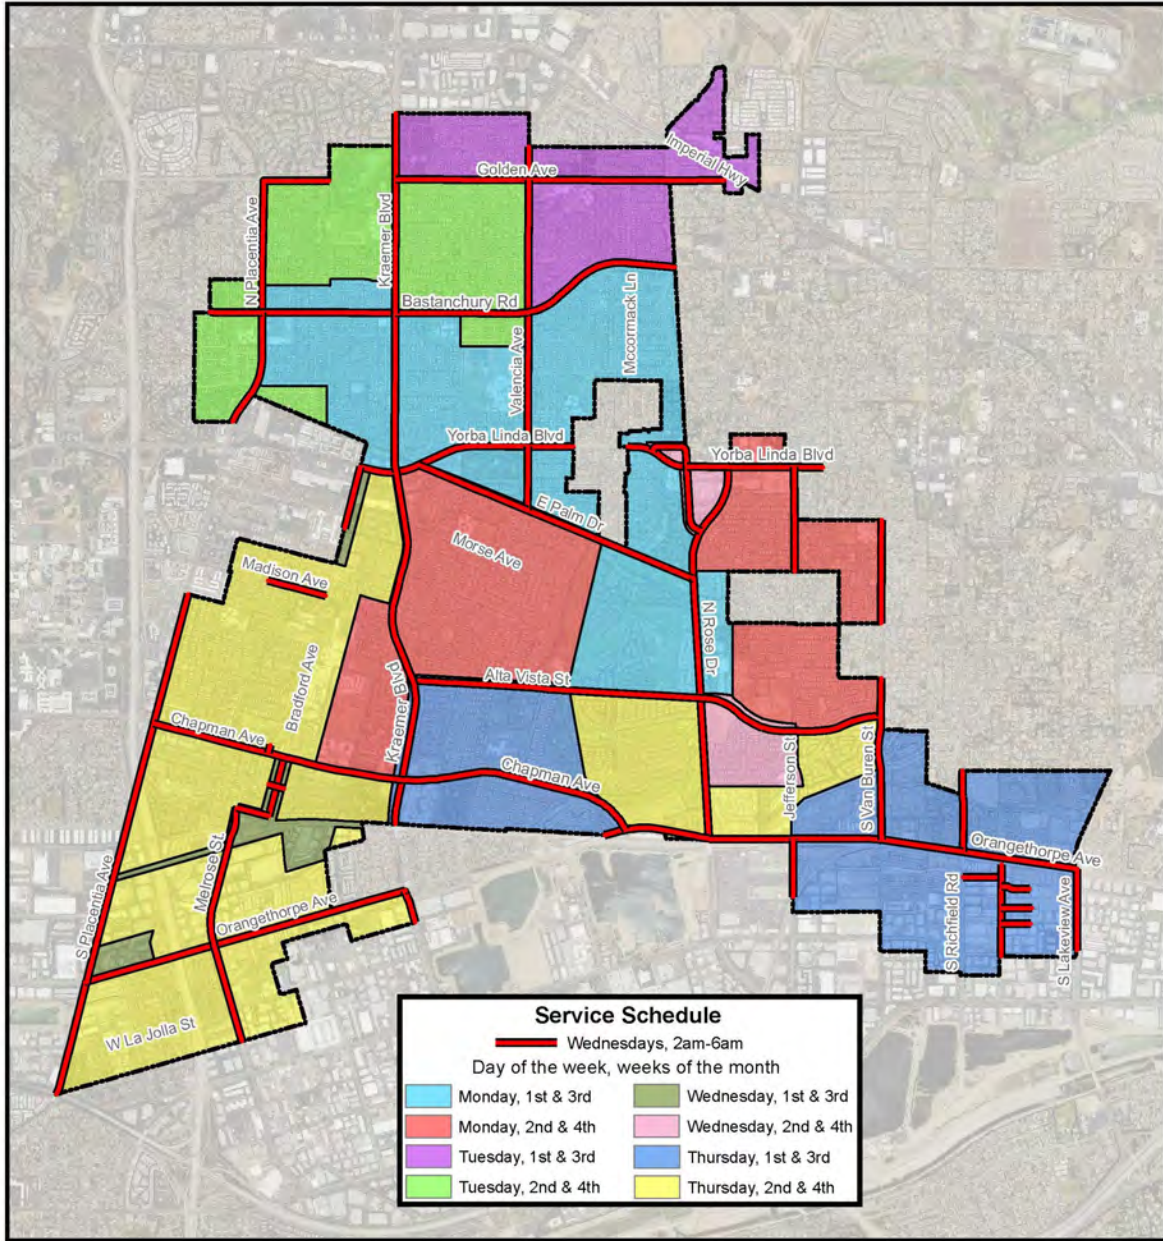 Imperial Hwy
Golden Ave
N Placentia Ave
Kraemer Blvd
Mccormack Ln
Bastanchury Rd
Valencia Ave
Yorba Linda Blvd
Yorba Linda Blvd
E Palm Dr
Morse Ave
Madison Ave
N Rose Dr
Bradford Ave
Alta Vista St
Kraemer Blvd
Chapman Ave
Chapman Ave
Jefferson St
S Van Buren St
Orangethorpe Ave
Melrose St
S Placentia Ave
Orangethorpe Ave
S Richfield Rd
S Lakeview Ave
W La Jolla St
Service Schedule
Wednesdays, 2am-6am
Day of the week, weeks of the month
Monday, 1st & 3rd
Wednesday, 1st & 3rd
Monday, 2nd & 4th
Wednesday, 2nd & 4th
Tuesday, 1st & 3rd
Thursday, 1st & 3rd
Tuesday, 2nd & 4th
Thursday, 2nd & 4th